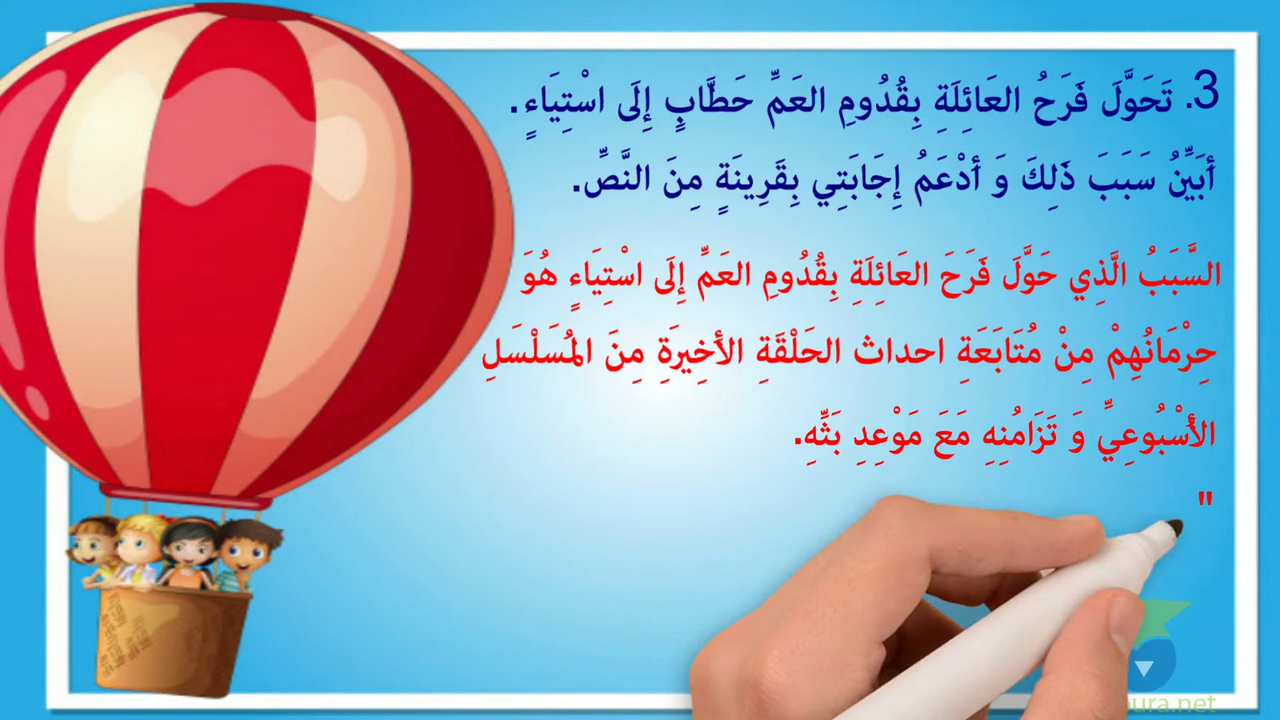 3. تَحَوَّلَ فَرَحُ العَائِلَةِ بِقُدُومِ العَمِّ حَطَّابٍ إِلَى اسْتِيَاءٍ.
أُبَيِّنُ سَبَبَ ذَلِكَ وَ أَدْعَمُ إِجَابَتِي بِقَرِينَةٍ مِنَ النَّصِّ.
السَّبَبُ الَّذِي حَوَّلَ فَرَحَ العَائِلَةِ بِقُدُومِ العَمِّ إِلَى اسْتِيَاءٍ هُوَ
حِرْمَانُهِمْ مِنْ مُتَابَعَةِ احداث الحَلْقَةِ الأَخِيرَةِ مِنَ المُسَلْسَلِ
الأُسْبُوعِيِّ وَ تَزَامُنِهِ مَعَ مَوْعِدِ بَثِّهِ.
"